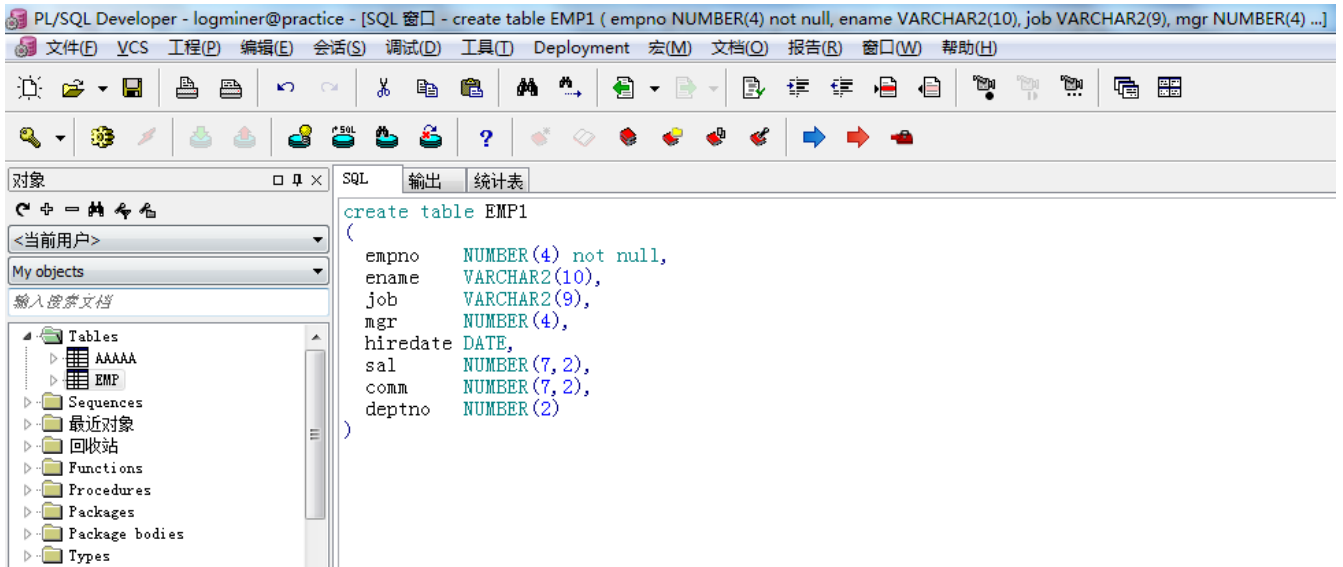 PL/SQL Developer - logminer@practice - [SQL 窗口 - create table EMP1 ( empno NUMBER(4) not null, ename VARCHAR2(10), job VARCHAR2(9), mgr NUMBER(4) ...]
文件(F) VCS 工程(P) 编辑(E) 会话(S) 调试(D) 工具(T) Deployment 宏(M) 文档(O) 报告(R) 窗口(W) 帮助(H)
对象
<当前用户>
My objects
输入搜索文档
Tables
AAAAA
EMP
Sequences
最近对象
回收站
Functions
Procedures
Packages
Package bodies
Types
SQL 输出 统计表
create table EMP1
(
empno NUMBER(4) not null,
ename VARCHAR2(10),
job VARCHAR2(9),
mgr NUMBER(4),
hiredate DATE,
sal NUMBER(7,2),
comm NUMBER(7,2),
deptno NUMBER(2)
)